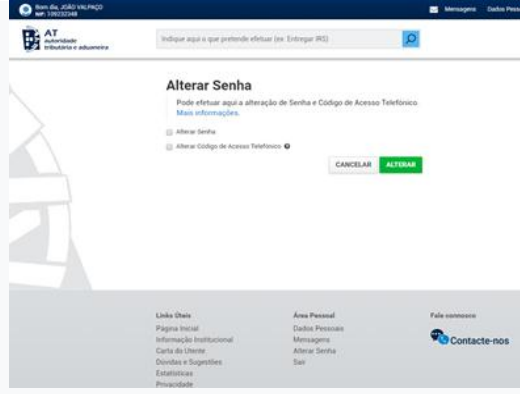 Bom dia, JOÃO VALPAÇO
NIF: 199232348
Mensagens Dados Pess
AT
autoridade
tributária e aduaneira
Indique aqui o que pretende efetuar (ex: Entregar IRS)
Alterar Senha
Pode efetuar aqui a alteração de Senha e Código de Acesso Telefónico.
Mais informações.
Alterar Senha
Alterar Código de Acesso Telefónico
CANCELAR ALTERAR
Links Úteis
Página Inicial
Informação Institucional
Carta do Utente
Dúvidas e Sugestões
Estatísticas
Privacidade
Área Pessoal
Dados Pessoais
Mensagens
Alterar Senha
Sair
Fale connosco
Contacte-nos